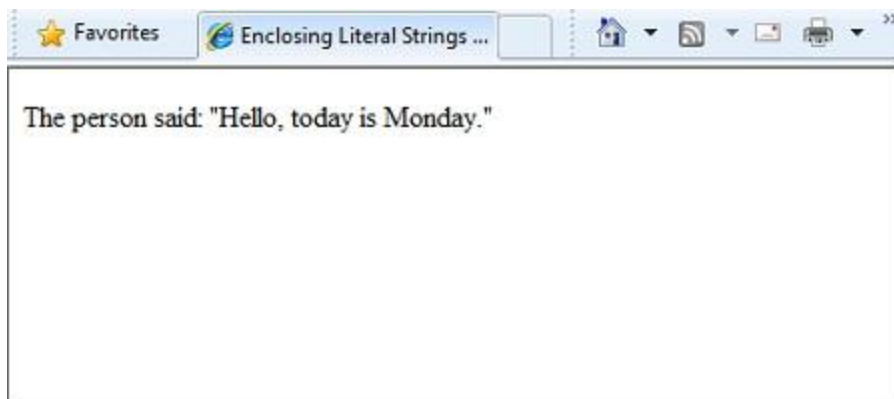 Favorites
Enclosing Literal Strings ...
The person said: "Hello, today is Monday."